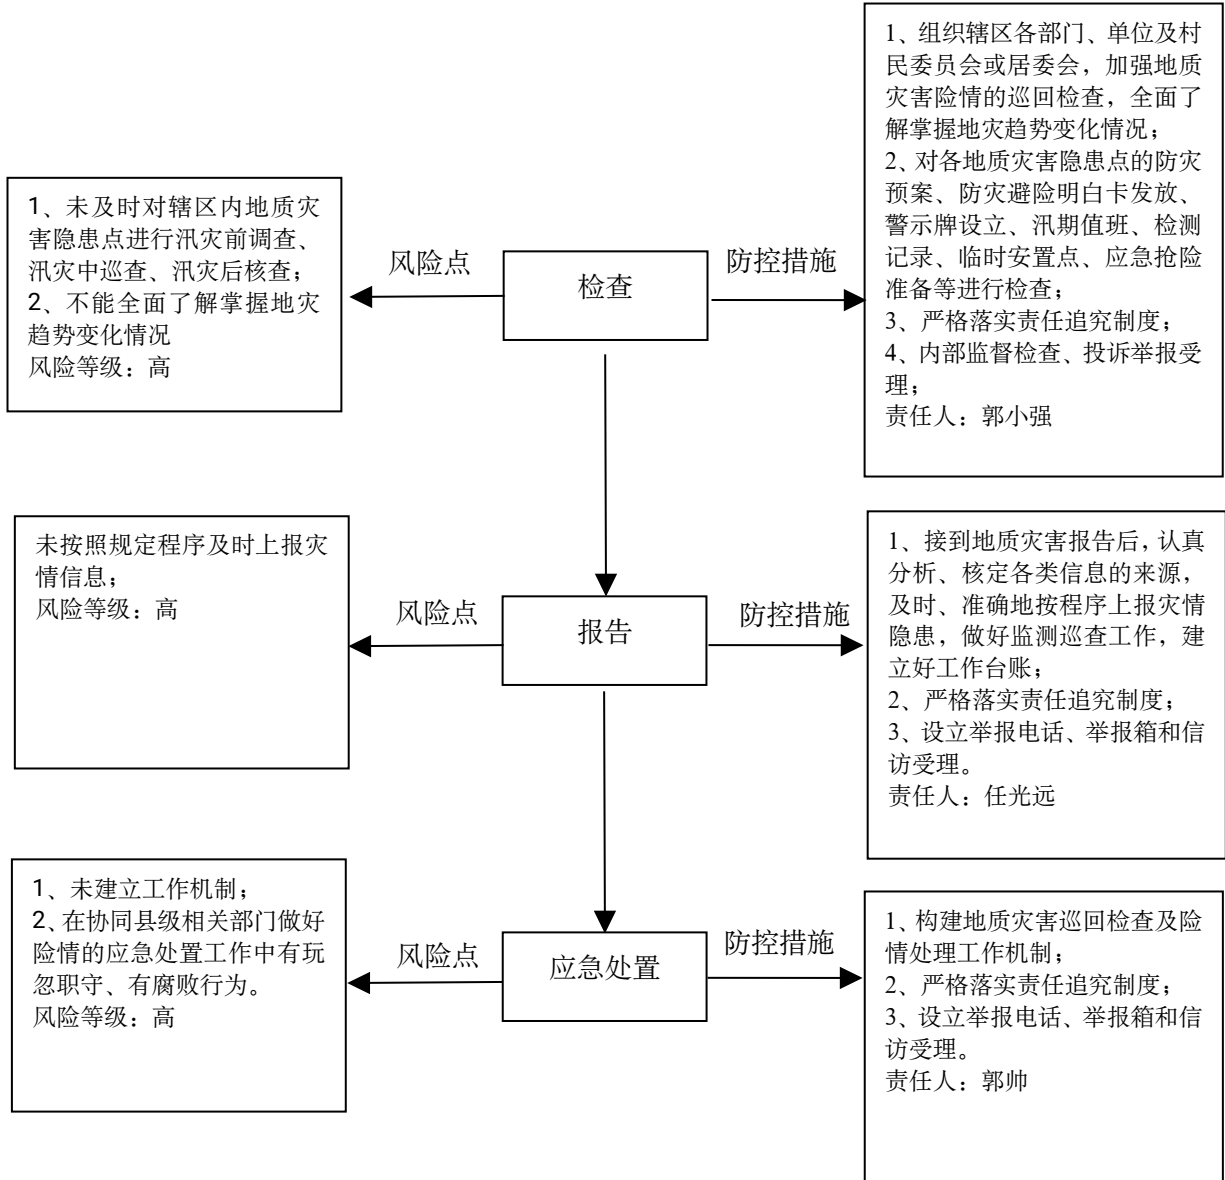 1、未及时对辖区内地质灾
害隐患点进行汛灾前调查、
汛灾中巡查、汛灾后核查；
2、不能全面了解掌握地灾
趋势变化情况
风险等级：高
风险点
检查
防控措施
1、组织辖区各部门、单位及村
民委员会或居委会，加强地质
灾害险情的巡回检查，全面了
解掌握地灾趋势变化情况；
2、对各地质灾害隐患点的防灾
预案、防灾避险明白卡发放、
警示牌设立、汛期值班、检测
记录、临时安置点、应急抢险
准备等进行检查；
3、严格落实责任追究制度；
4、内部监督检查、投诉举报受
理；
责任人：郭小强
未按照规定程序及时上报灾
情信息；
风险等级：高
风险点
报告
防控措施
1、接到地质灾害报告后，认真
分析、核定各类信息的来源，
及时、准确地按程序上报灾情
隐患，做好监测巡查工作，建
立好工作台账；
2、严格落实责任追究制度；
3、设立举报电话、举报箱和信
访受理。
责任人：任光远
1、未建立工作机制；
2、在协同县级相关部门做好
险情的应急处置工作中有玩
忽职守、有腐败行为。
风险等级：高
风险点
应急处置
防控措施
1、构建地质灾害巡回检查及险
情处理工作机制；
2、严格落实责任追究制度；
3、设立举报电话、举报箱和信
访受理。
责任人：郭帅